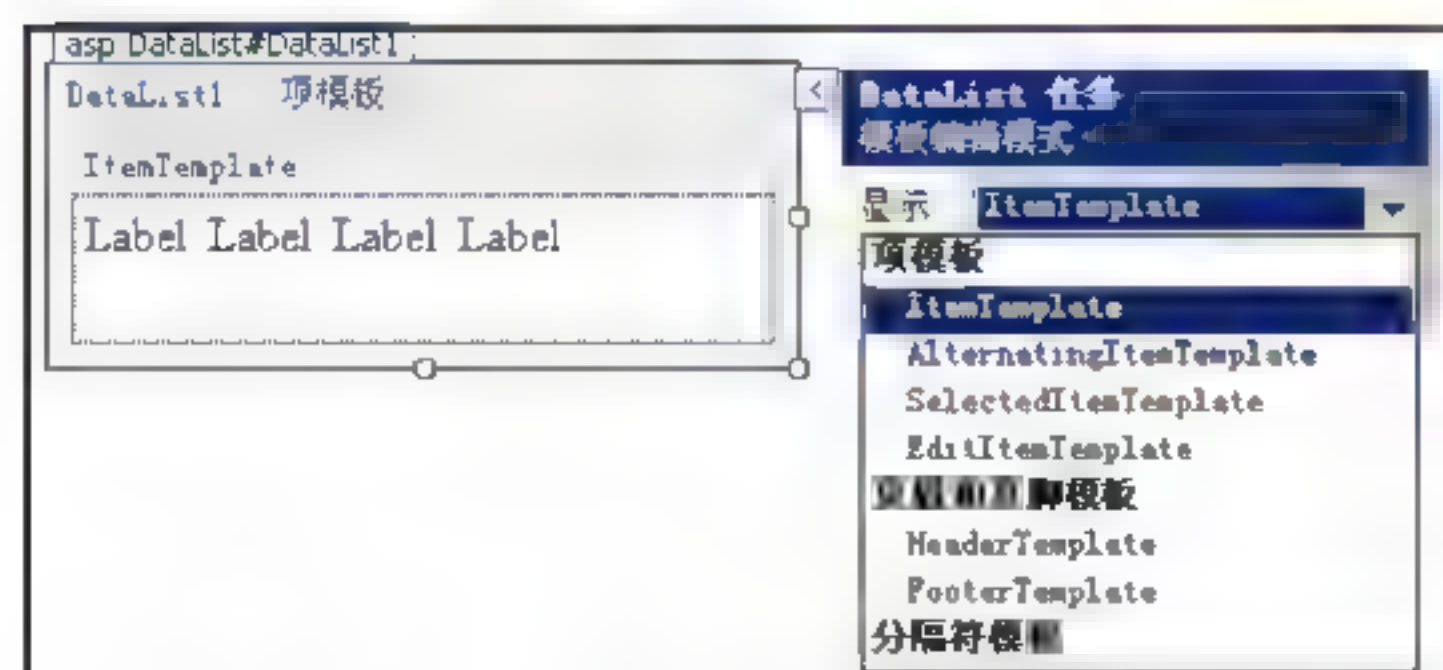 asp DataList#DataList1
DataList1 项模板
ItemTemplate
Label Label Label Label
DataList 任务
模板编辑模式
显示 ItemTemplate
项模板
ItemTemplate
AlternatingItemTemplate
SelectedItemTemplate
EditItemTemplate
脚模板
HeaderTemplate
FooterTemplate
分隔符模